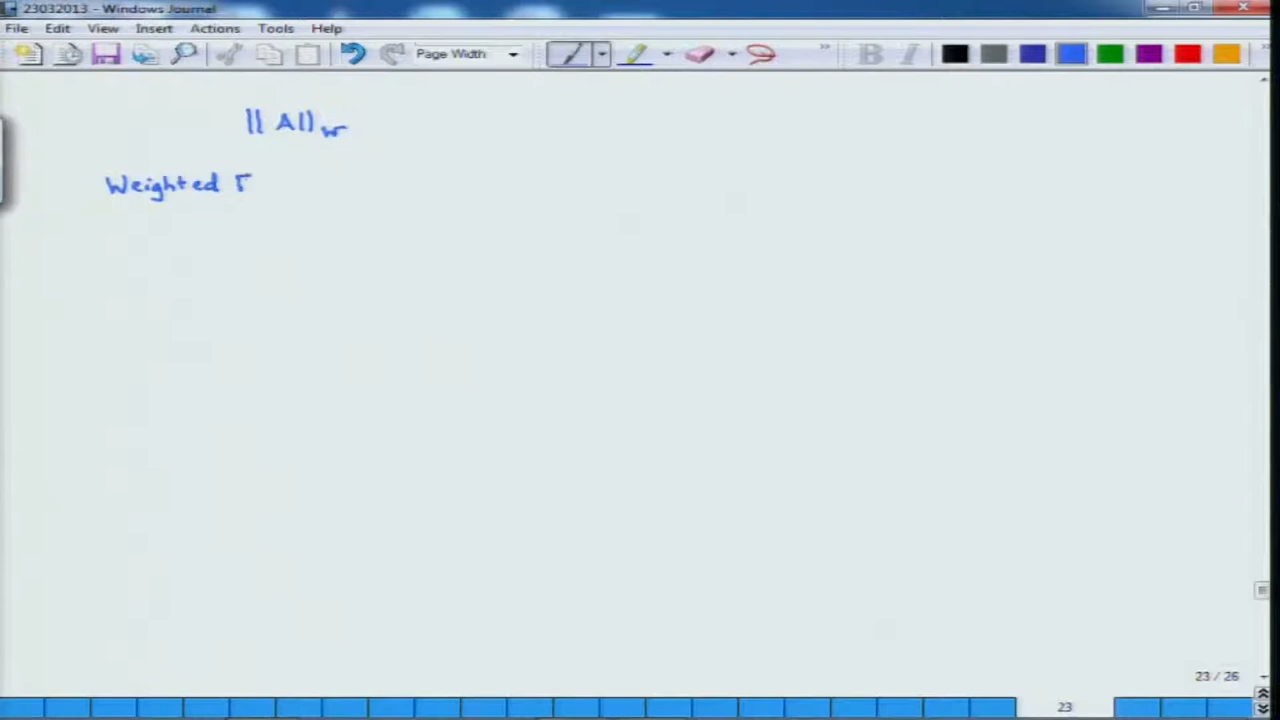 23032013 - Windows Journal
File Edit View Insert Actions Tools Help
Page Width
B I
|| A||w
Weighted
23 / 26
23